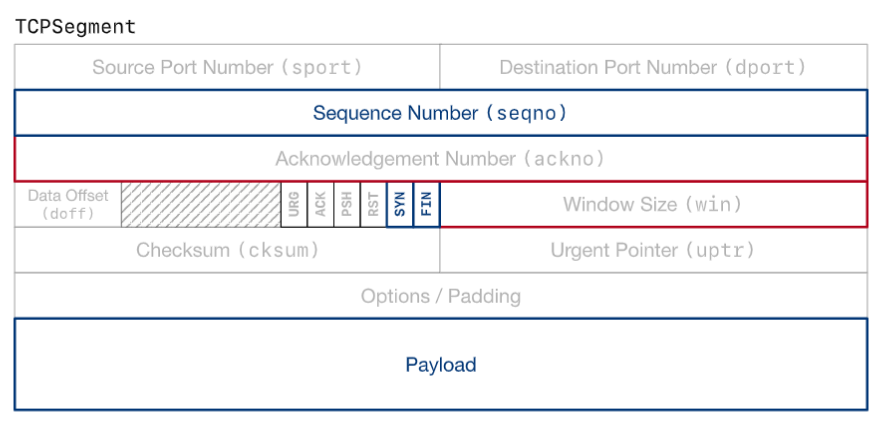 TCPSegment
Source Port Number (sport) Destination Port Number (dport)
Sequence Number (seqno)
Acknowledgement Number (ackno)
Data Offset
(doff)
URG ACK PSH RST SYN FIN
Window Size (win)
Checksum (cksum) Urgent Pointer (uptr)
Options / Padding
Payload